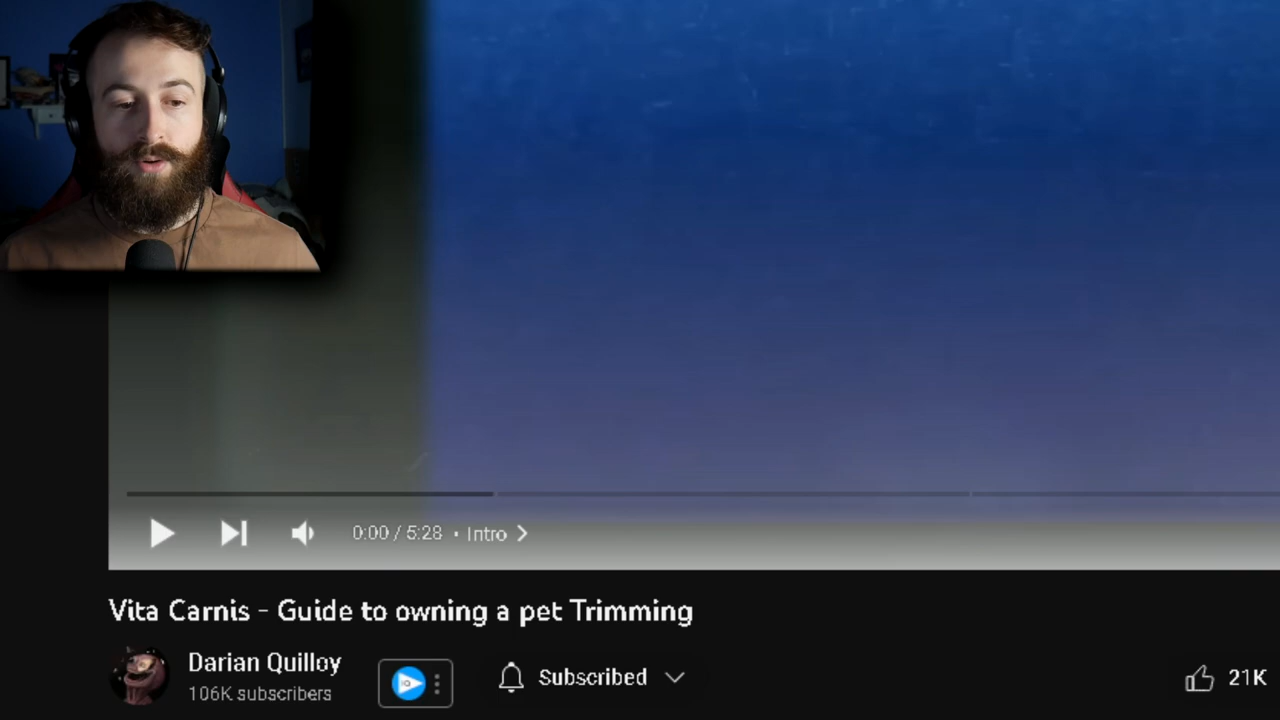 0:00 / 5:28 • Intro >
Vita Carnis - Guide to owning a pet Trimming
Darian Quilloy
106K subscribers
Subscribed
21K